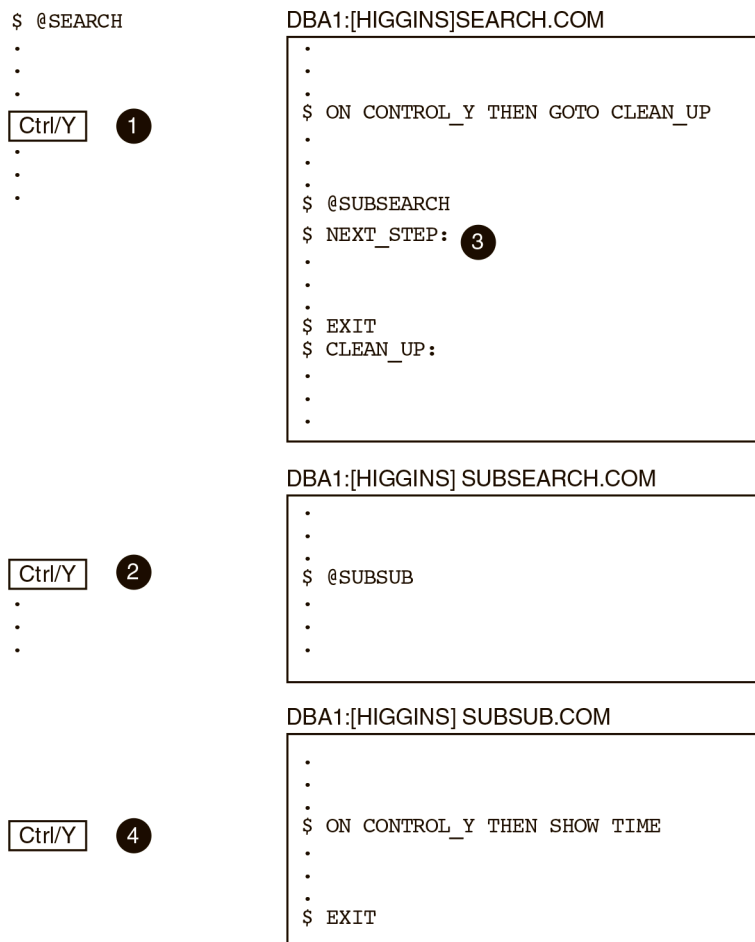 $ @SEARCH
.
.
.
Ctrl/Y 1
.
.
.
DBA1:[HIGGINS]SEARCH.COM
.
.
.
$ ON CONTROL_Y THEN GOTO CLEAN_UP
.
.
.
$ @SUBSEARCH
$ NEXT_STEP: 3
.
.
.
$ EXIT
$ CLEAN_UP:
.
.
.
Ctrl/Y 2
.
.
.
DBA1:[HIGGINS] SUBSEARCH.COM
.
.
.
$ @SUBSUB
.
.
.
Ctrl/Y 4
DBA1:[HIGGINS] SUBSUB.COM
.
.
.
$ ON CONTROL_Y THEN SHOW TIME
.
.
.
$ EXIT